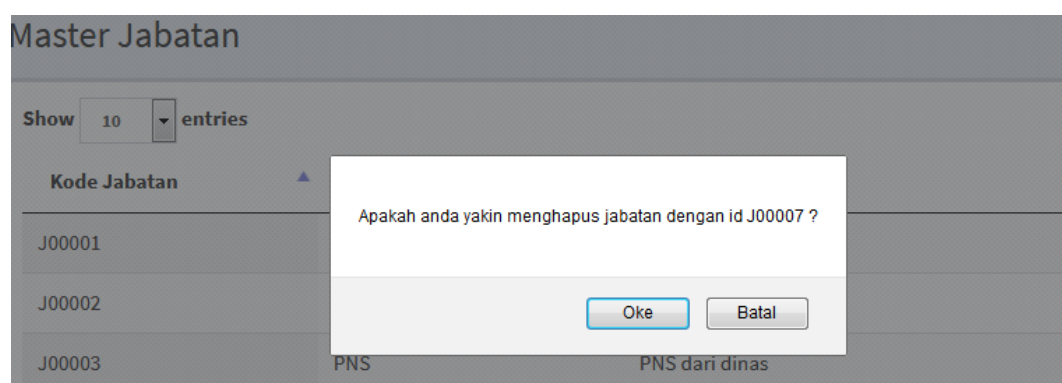 Master Jabatan
Show 10 entries
Kode Jabatan
Apakah anda yakin menghapus jabatan dengan id J00007 ?
J00001
J00002
Oke Batal
J00003 PNS PNS dari dinas